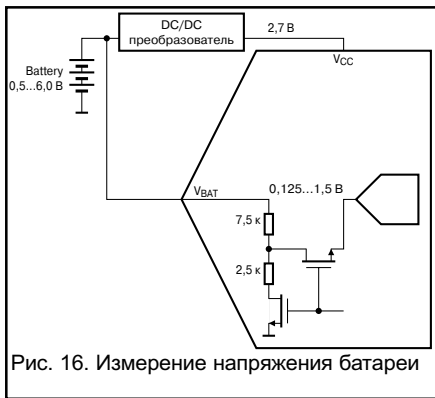 DC/DC
преобразователь
2,7 В
Battery
0,5...6,0 В
VCC
VBAT
0,125...1,5 В
7,5 к
2,5 к
Рис. 16. Измерение напряжения батареи